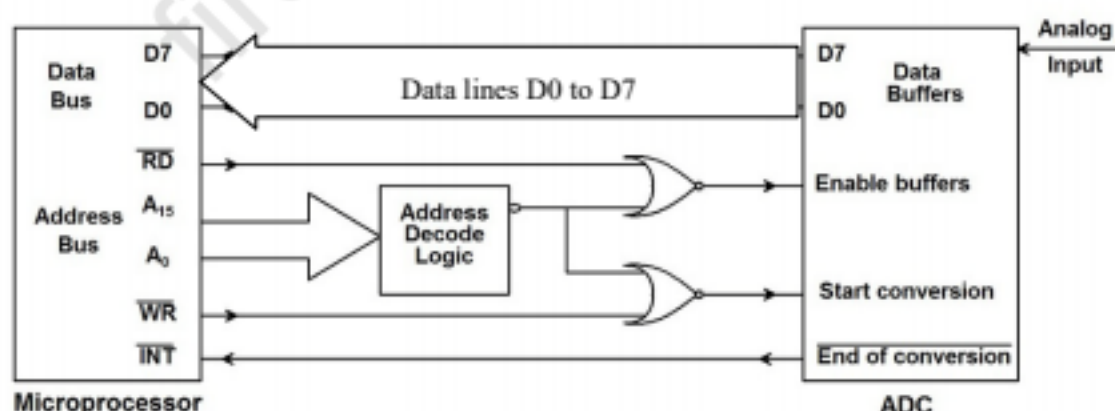 Analog
Input
Data
Bus
D7
D0
Data lines D0 to D7
D7
D0
Data
Buffers
RD
Enable buffers
Address
Bus
A15
A0
Address
Decode
Logic
WR
Start conversion
INT
End of conversion
Microprocessor
ADC